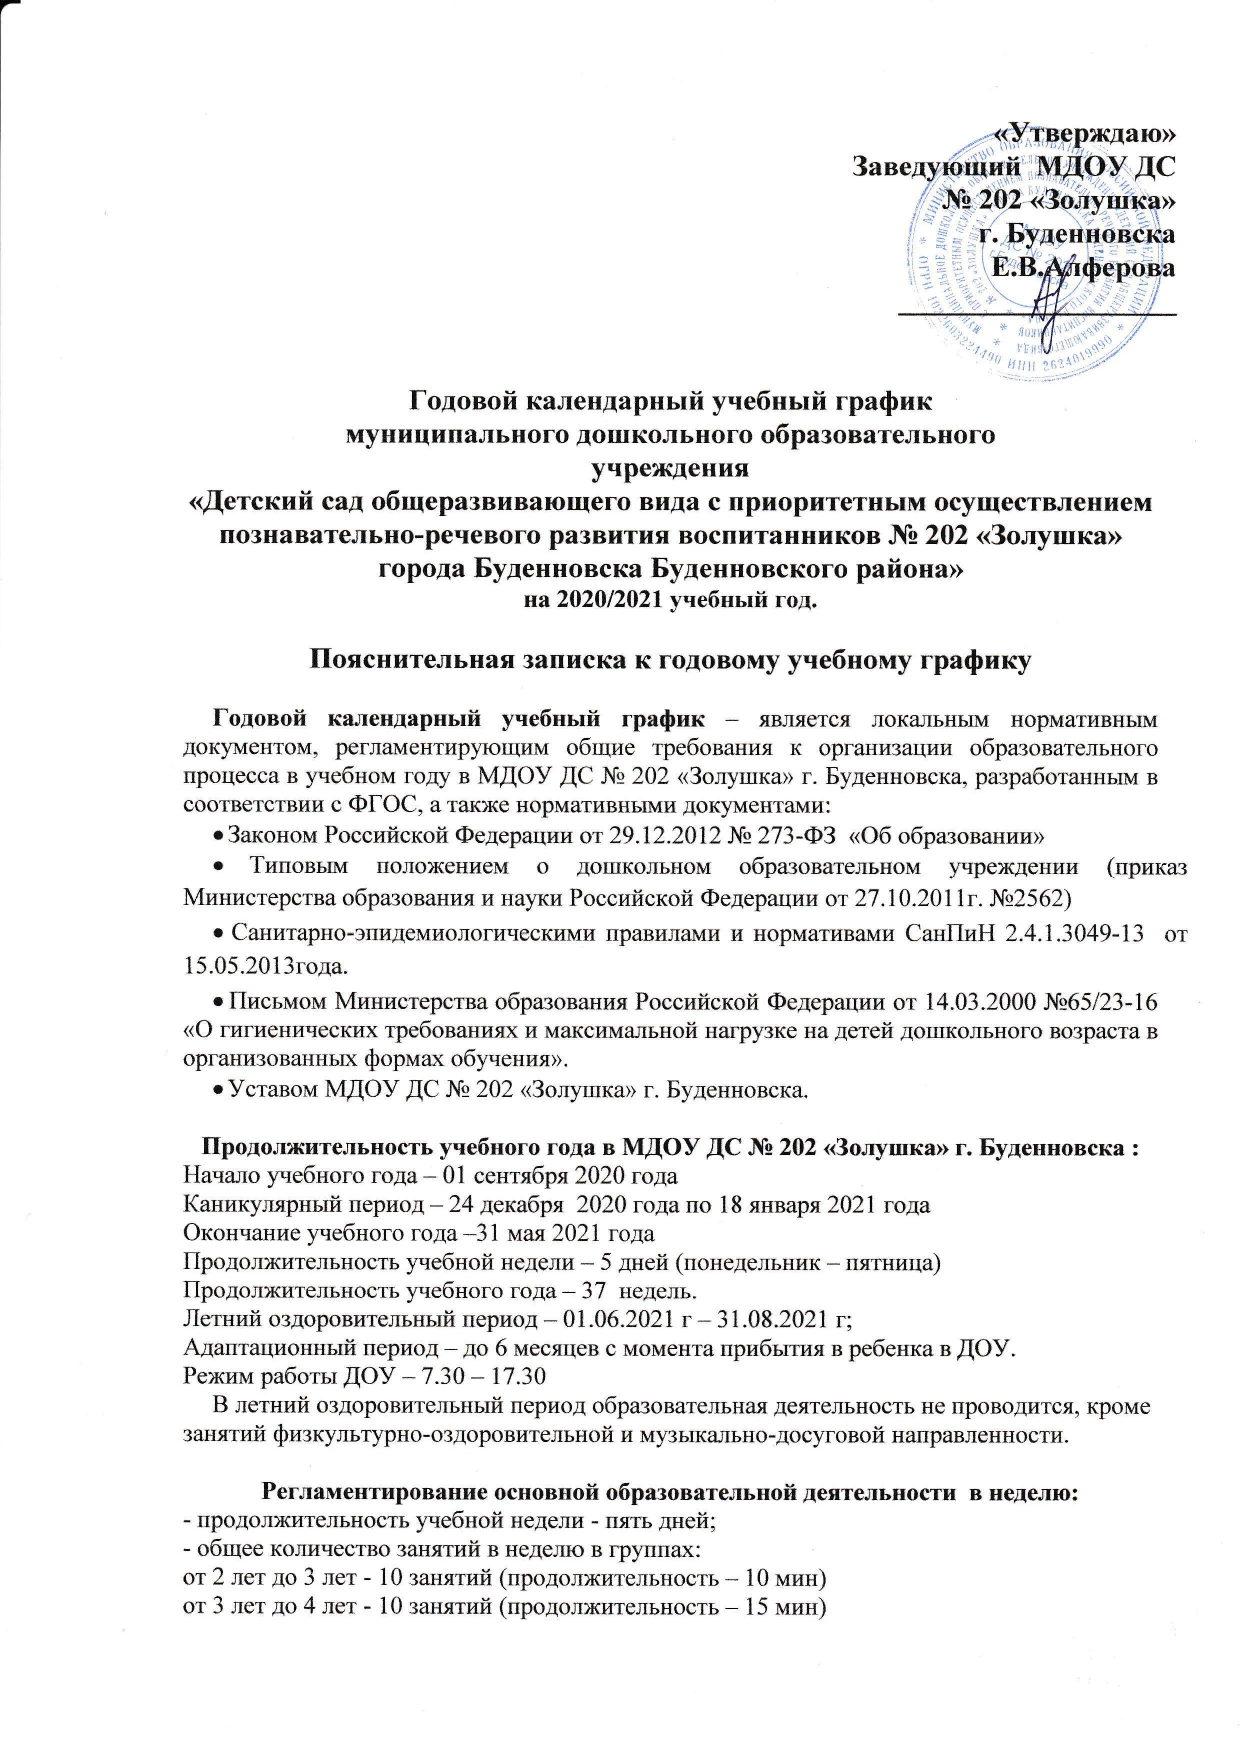 «Утверждаю»
Заведующий МДОУ ДС
№ 202 «Золушка»
г. Буденновска
Е.В.Алферова
Годовой календарный учебный график
муниципального дошкольного образовательного
учреждения
«Детский сад общеразвивающего вида с приоритетным осуществлением
познавательно-речевого развития воспитанников № 202 «Золушка»
города Буденновска Буденновского района»
на 2020/2021 учебный год.
Пояснительная записка к годовому учебному графику
Годовой календарный учебный график – является локальным нормативным
документом, регламентирующим общие требования к организации образовательного
процесса в учебном году в МДОУ ДС № 202 «Золушка» г. Буденновска, разработанным в
соответствии с ФГОС, а также нормативными документами:
• Законом Российской Федерации от 29.12.2012 № 273-ФЗ «Об образовании»
• Типовым положением о дошкольном образовательном учреждении (приказ
Министерства образования и науки Российской Федерации от 27.10.2011г. №2562)
• Санитарно-эпидемиологическими правилами и нормативами СанПиН 2.4.1.3049-13 от
15.05.2013года.
• Письмом Министерства образования Российской Федерации от 14.03.2000 №65/23-16
«О гигиенических требованиях и максимальной нагрузке на детей дошкольного возраста в
организованных формах обучения».
• Уставом МДОУ ДС № 202 «Золушка» г. Буденновска.
Продолжительность учебного года в МДОУ ДС № 202 «Золушка» г. Буденновска :
Начало учебного года – 01 сентября 2020 года
Каникулярный период – 24 декабря 2020 года по 18 января 2021 года
Окончание учебного года –31 мая 2021 года
Продолжительность учебной недели – 5 дней (понедельник – пятница)
Продолжительность учебного года – 37 недель.
Летний оздоровительный период – 01.06.2021 г – 31.08.2021 г;
Адаптационный период – до 6 месяцев с момента прибытия в ребенка в ДОУ.
Режим работы ДОУ – 7.30 – 17.30
В летний оздоровительный период образовательная деятельность не проводится, кроме
занятий физкультурно-оздоровительной и музыкально-досуговой направленности.
Регламентирование основной образовательной деятельности в неделю:
- продолжительность учебной недели - пять дней;
- общее количество занятий в неделю в группах:
от 2 лет до 3 лет - 10 занятий (продолжительность – 10 мин)
от 3 лет до 4 лет - 10 занятий (продолжительность – 15 мин)